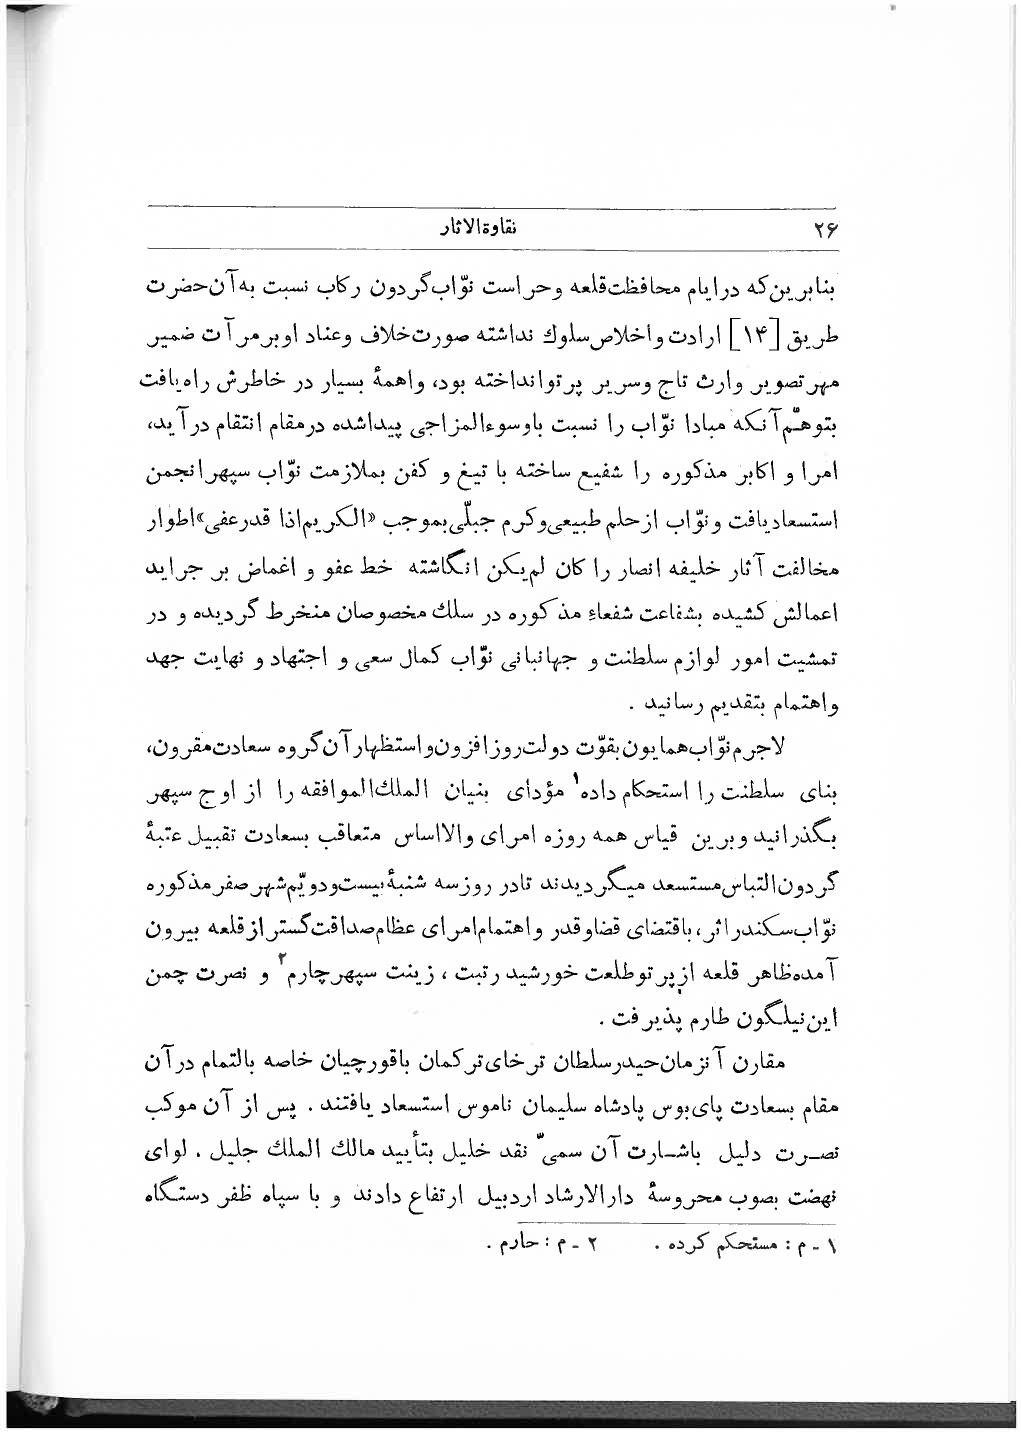 ۲۶
نقاوة‌الاثار
بنابرین‌که درایام محافظت‌قلعه وحراست نوّاب‌گردون رکاب نسبت به‌آن‌حضرت
طریق [۱۴] ارادت واخلاص‌سلوك نداشته صورت‌خلاف وعناد اوبرمرآت ضمیر
مهرتصویر وارث تاج وسریر پرتوانداخته بود، واهمهٔ بسیار در خاطرش راه‌یافت
بتوهّم‌آنکه مبادا نوّاب را نسبت باوسوءالمزاجی پیداشده درمقام انتقام درآید،
امرا و اکابر مذکوره را شفیع ساخته با تیغ و کفن بملازمت نوّاب سپهرانجمن
استسعادیافت ونوّاب ازحلم طبیعی‌وکرم جبلّی‌بموجب «الکریم‌اذا قدرعفی»اطوار
مخالفت آثار خلیفه انصار را کان لم‌یکن انگاشته خط عفو و اغماض بر جراید
اعمالش کشیده بشفاعت شفعاءِ مذکوره در سلك مخصوصان منخرط گردیده و در
تمشیت امور لوازم سلطنت و جهانبانی نوّاب کمال سعی و اجتهاد و نهایت جهد
واهتمام بتقدیم رسانید .
لاجرم نوّاب‌همایون‌بقوّت دولت‌روزافزون‌واستظهارآن‌گروه سعادت‌مقرون،
بنای سلطنت را استحکام داده۱ مؤدای بنیان الملك‌الموافقه را از اوج سپهر
بگذرانید وبرین قیاس همه روزه امرای والااساس متعاقب بسعادت تقبیل عتبهٔ
گردون‌التباس‌مستسعد میگردیدند تادر روزسه شنبهٔ‌بیست‌ودویّم‌شهرصفرمذکوره
نوّاب‌سکندراثر، باقتضای قضاوقدر واهتمام‌امرای عظام‌صداقت‌گستر ازقلعه بیرون
آمده‌ظاهر قلعه ازپرتوطلعت خورشید رتبت ، زینت سپهرچارم۲ و نصرت چمن
این‌نیلگون طارم پذیرفت .
مقارن آنزمان‌حیدرسلطان ترخای‌ترکمان باقورچیان خاصه بالتمام درآن
مقام بسعادت پای‌بوس پادشاه سلیمان ناموس استسعاد یافتند . پس از آن موکب
نصـرت دلیل باشـارت آن سمیّ نقد خلیل بتأیید مالك الملك جلیل . لوای
نهضت بصوب محروسهٔ دارالارشاد اردبیل ارتفاع دادند و با سپاه ظفر دستگاه
۱ - م : مستحکم کرده . ۲ - م : حارم .